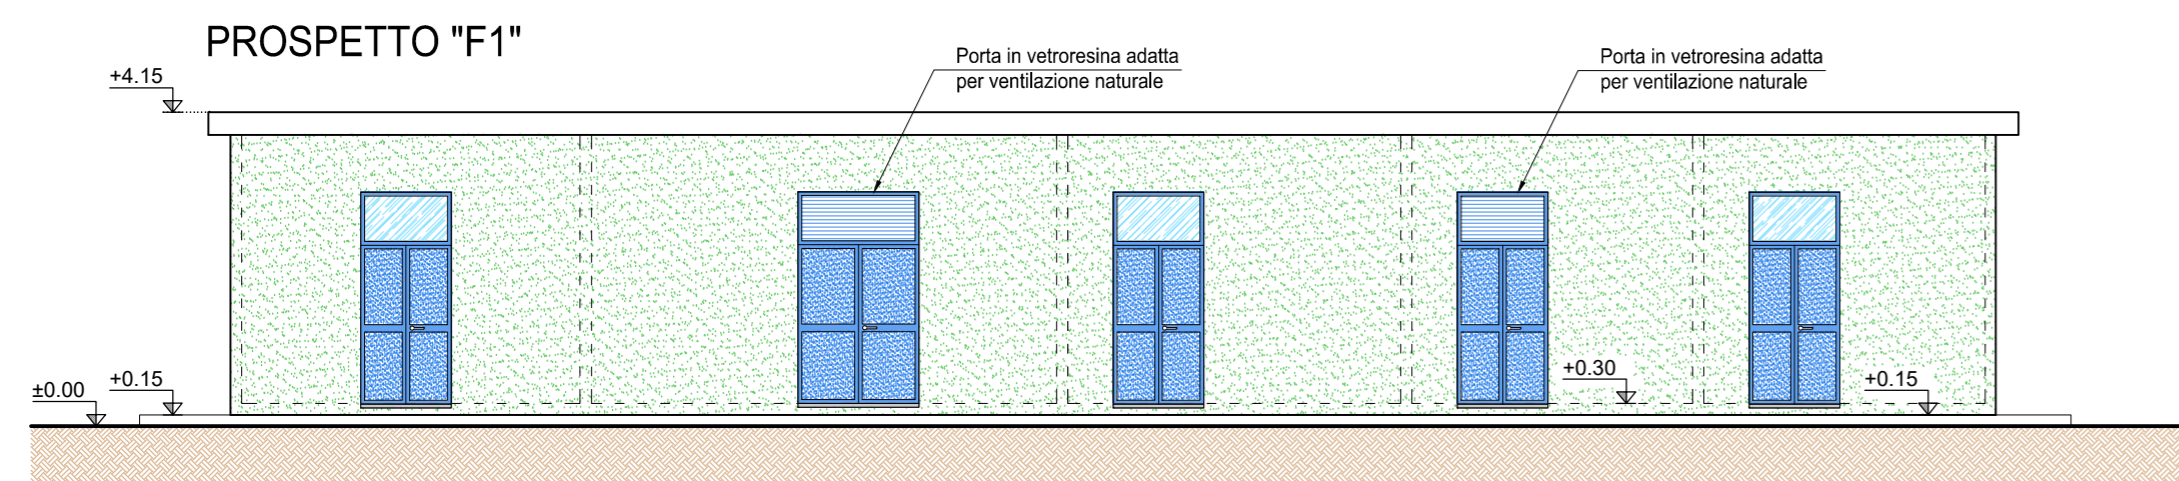 PROSPETTO "F1"
Porta in vetroresina adatta
per ventilazione naturale
Porta in vetroresina adatta
per ventilazione naturale
+4.15
±0.00
+0.15
+0.30
+0.15